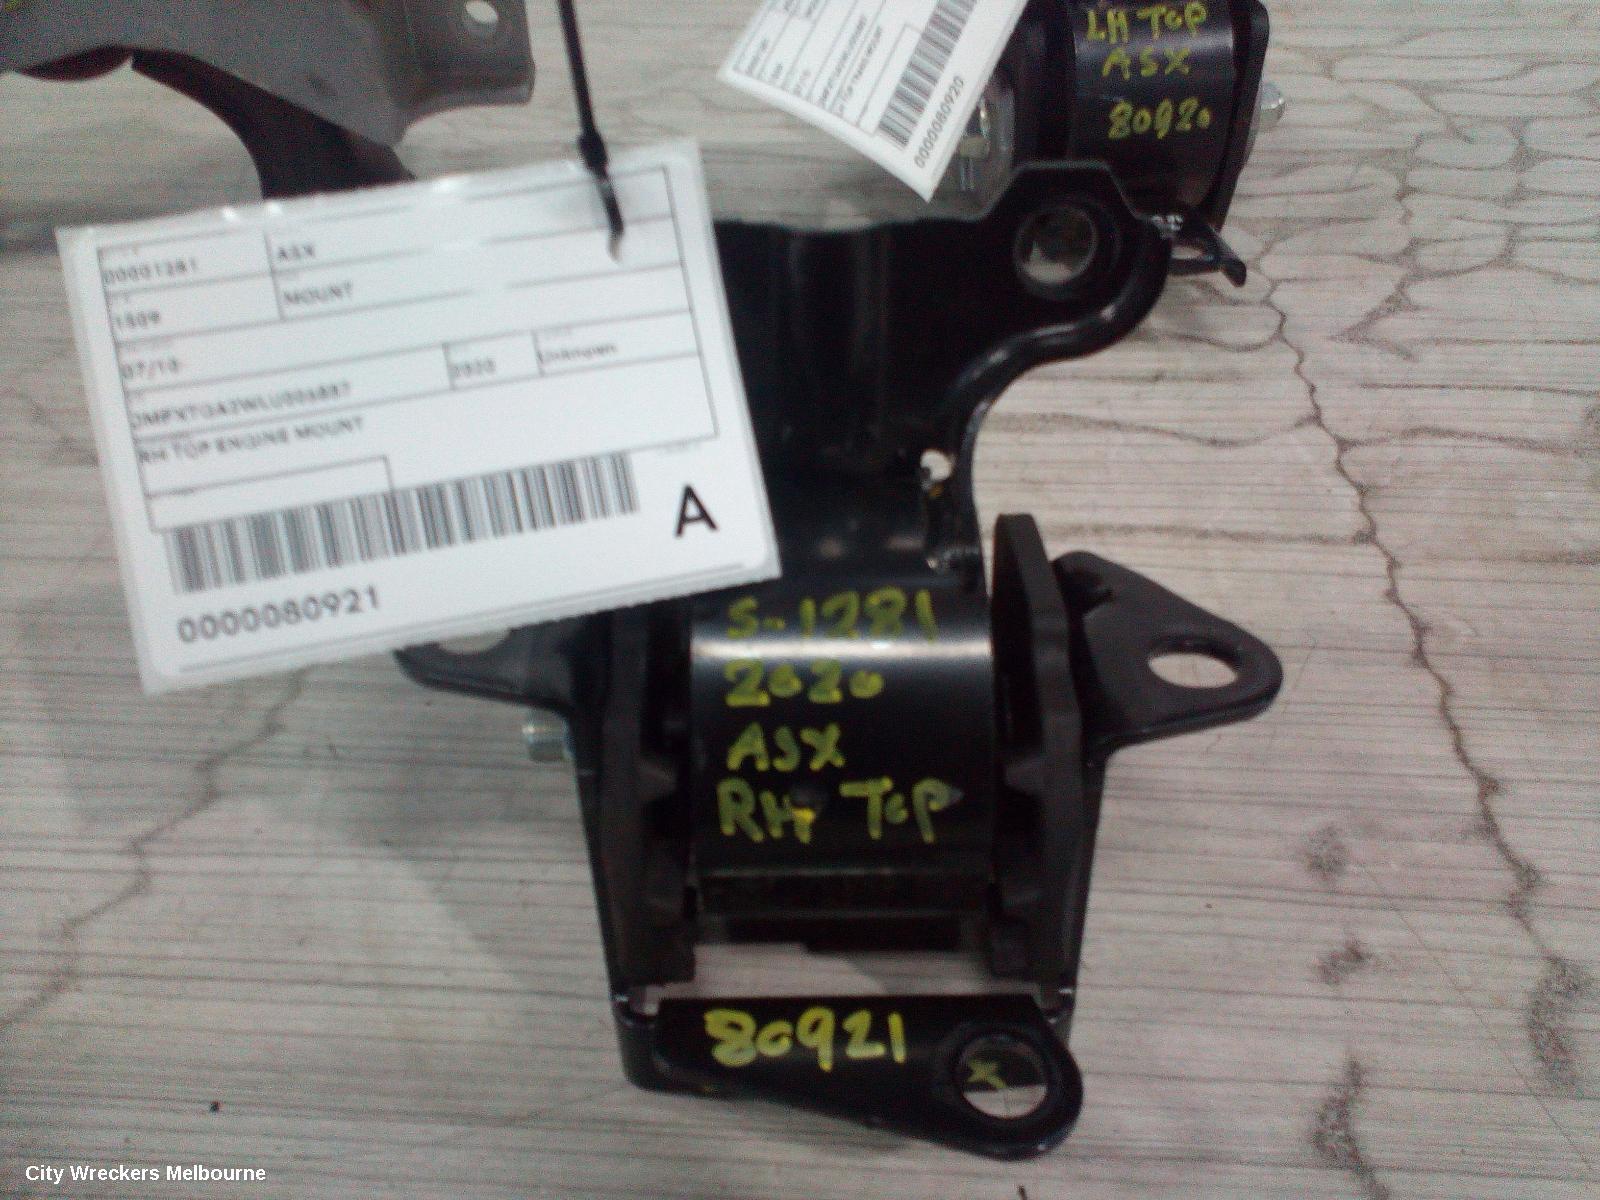 LH TOP
ASX
80920
0000080920
00001281
ASX
1509
MOUNT
07/10-
2020
Unknown
RH TOP ENGINE MOUNT
A
0000080921
S-1281
2020
ASX
RH TOP
80921
City Wreckers Melbourne